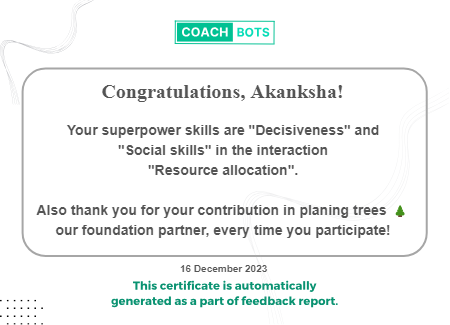 COACH BOTS
Congratulations, Akanksha!
Your superpower skills are "Decisiveness" and
"Social skills" in the interaction
"Resource allocation".
Also thank you for your contribution in planing trees 🌲
our foundation partner, every time you participate!
16 December 2023
This certificate is automatically
generated as a part of feedback report.